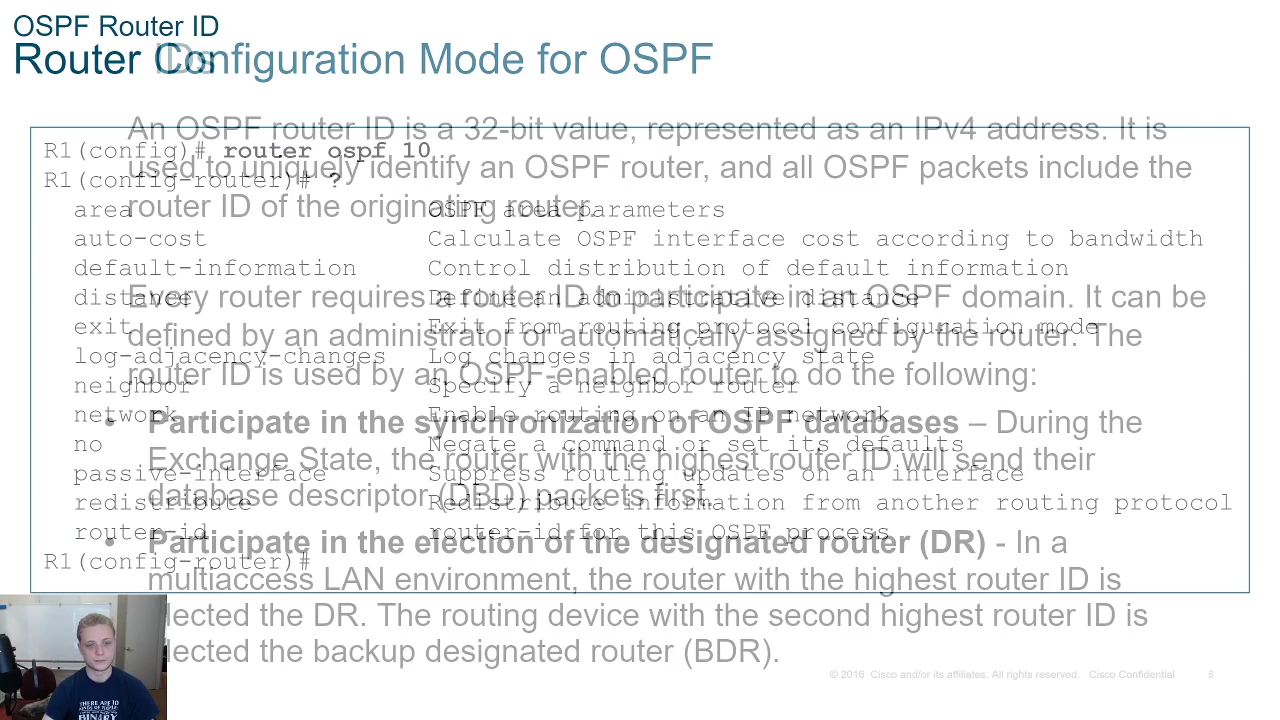 OSPF Router ID
Router Configuration Mode for OSPF
Router IDs
R1(config)# router ospf 10
R1(config-router)# ?
area OSPF area parameters
auto-cost Calculate OSPF interface cost according to bandwidth
default-information Control distribution of default information
distance Define an administrative distance
exit Exit from routing protocol configuration mode
log-adjacency-changes Log changes in adjacency state
neighbor Specify a neighbor router
network Enable routing on an IP network
no Negate a command or set its defaults
passive-interface Suppress routing updates on an interface
redistribute Redistribute information from another routing protocol
router-id router-id for this OSPF process
R1(config-router)#
An OSPF router ID is a 32-bit value, represented as an IPv4 address. It is
used to uniquely identify an OSPF router, and all OSPF packets include the
router ID of the originating router.
Every router requires a router ID to participate in an OSPF domain. It can be
defined by an administrator or automatically assigned by the router. The
router ID is used by an OSPF-enabled router to do the following:
• Participate in the synchronization of OSPF databases – During the
Exchange State, the router with the highest router ID will send their
database descriptor (DBD) packets first.
• Participate in the election of the designated router (DR) - In a
multiaccess LAN environment, the router with the highest router ID is
lected the DR. The routing device with the second highest router ID is
lected the backup designated router (BDR).
THERE ARE 10
KINDS OF PEOPLE
BINARY
© 2016 Cisco and/or its affiliates. All rights reserved. Cisco Confidential